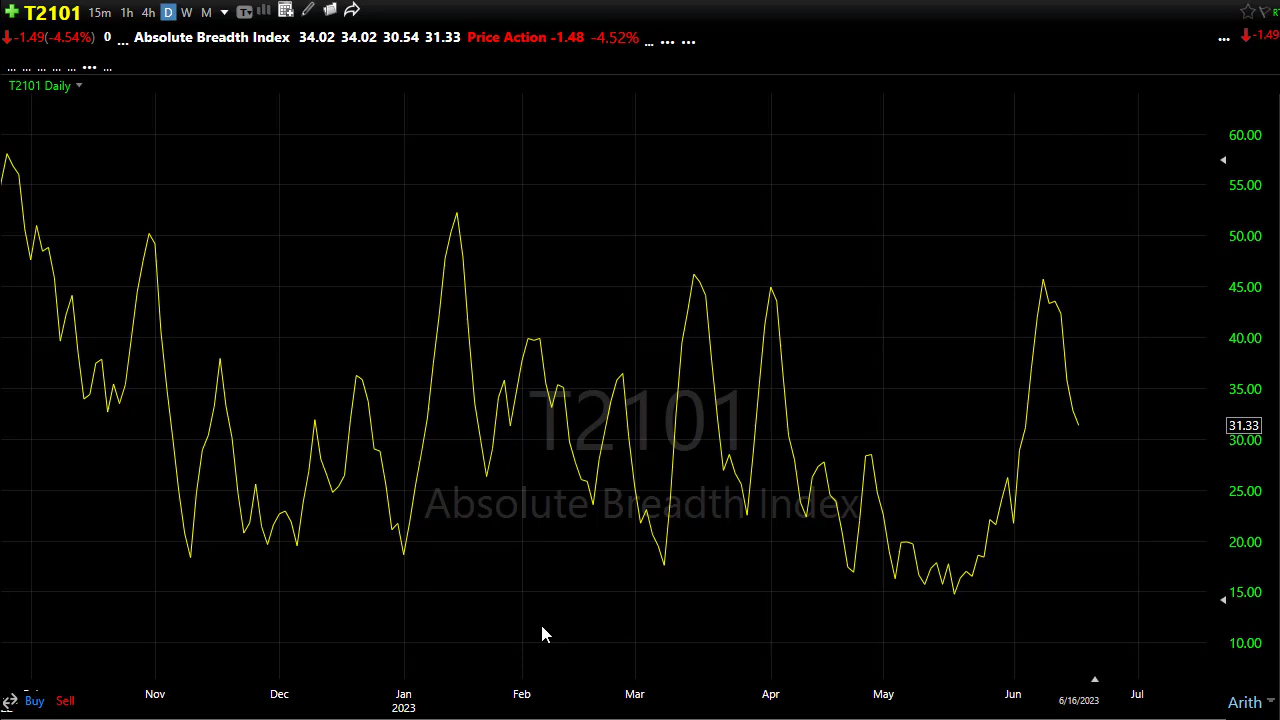 T2101 15m 1h 4h D W M T
-1.49(-4.54%) 0 ... Absolute Breadth Index 34.02 34.02 30.54 31.33 Price Action -1.48 -4.52% ... ... ... ... -1.49
... ... ... ... ... ... ...
T2101 Daily
60.00
55.00
50.00
45.00
40.00
35.00
31.33
30.00
25.00
20.00
15.00
10.00
T2101
Absolute Breadth Index
Nov Dec Jan Feb Mar Apr May Jun Jul
2023 6/16/2023
Buy Sell Arith